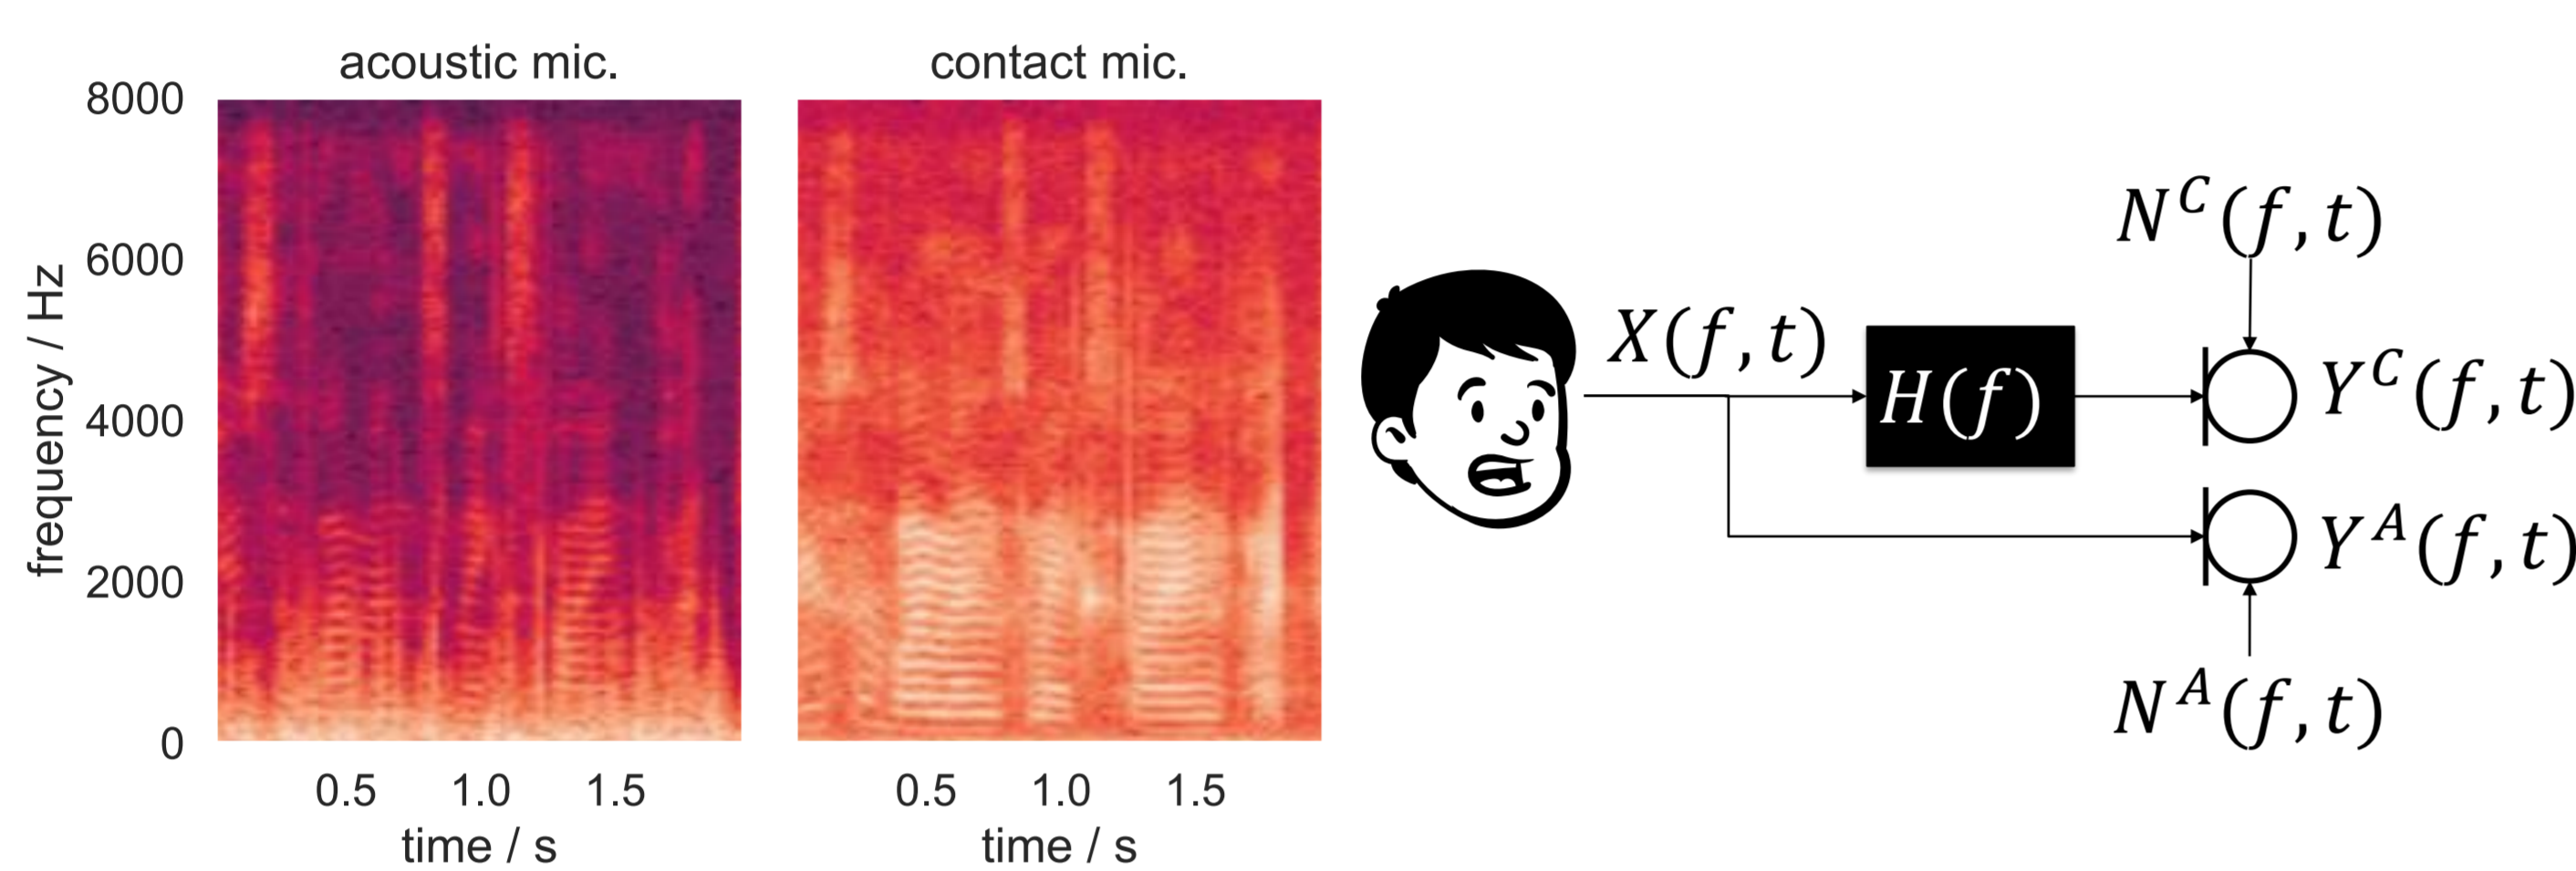 acoustic mic.
contact mic.
frequency / Hz
8000
6000
4000
2000
0
0.5 1.0 1.5
time / s
0.5 1.0 1.5
time / s
X(f,t)
H(f)
N^C(f,t)
Y^C(f,t)
Y^A(f,t)
N^A(f,t)